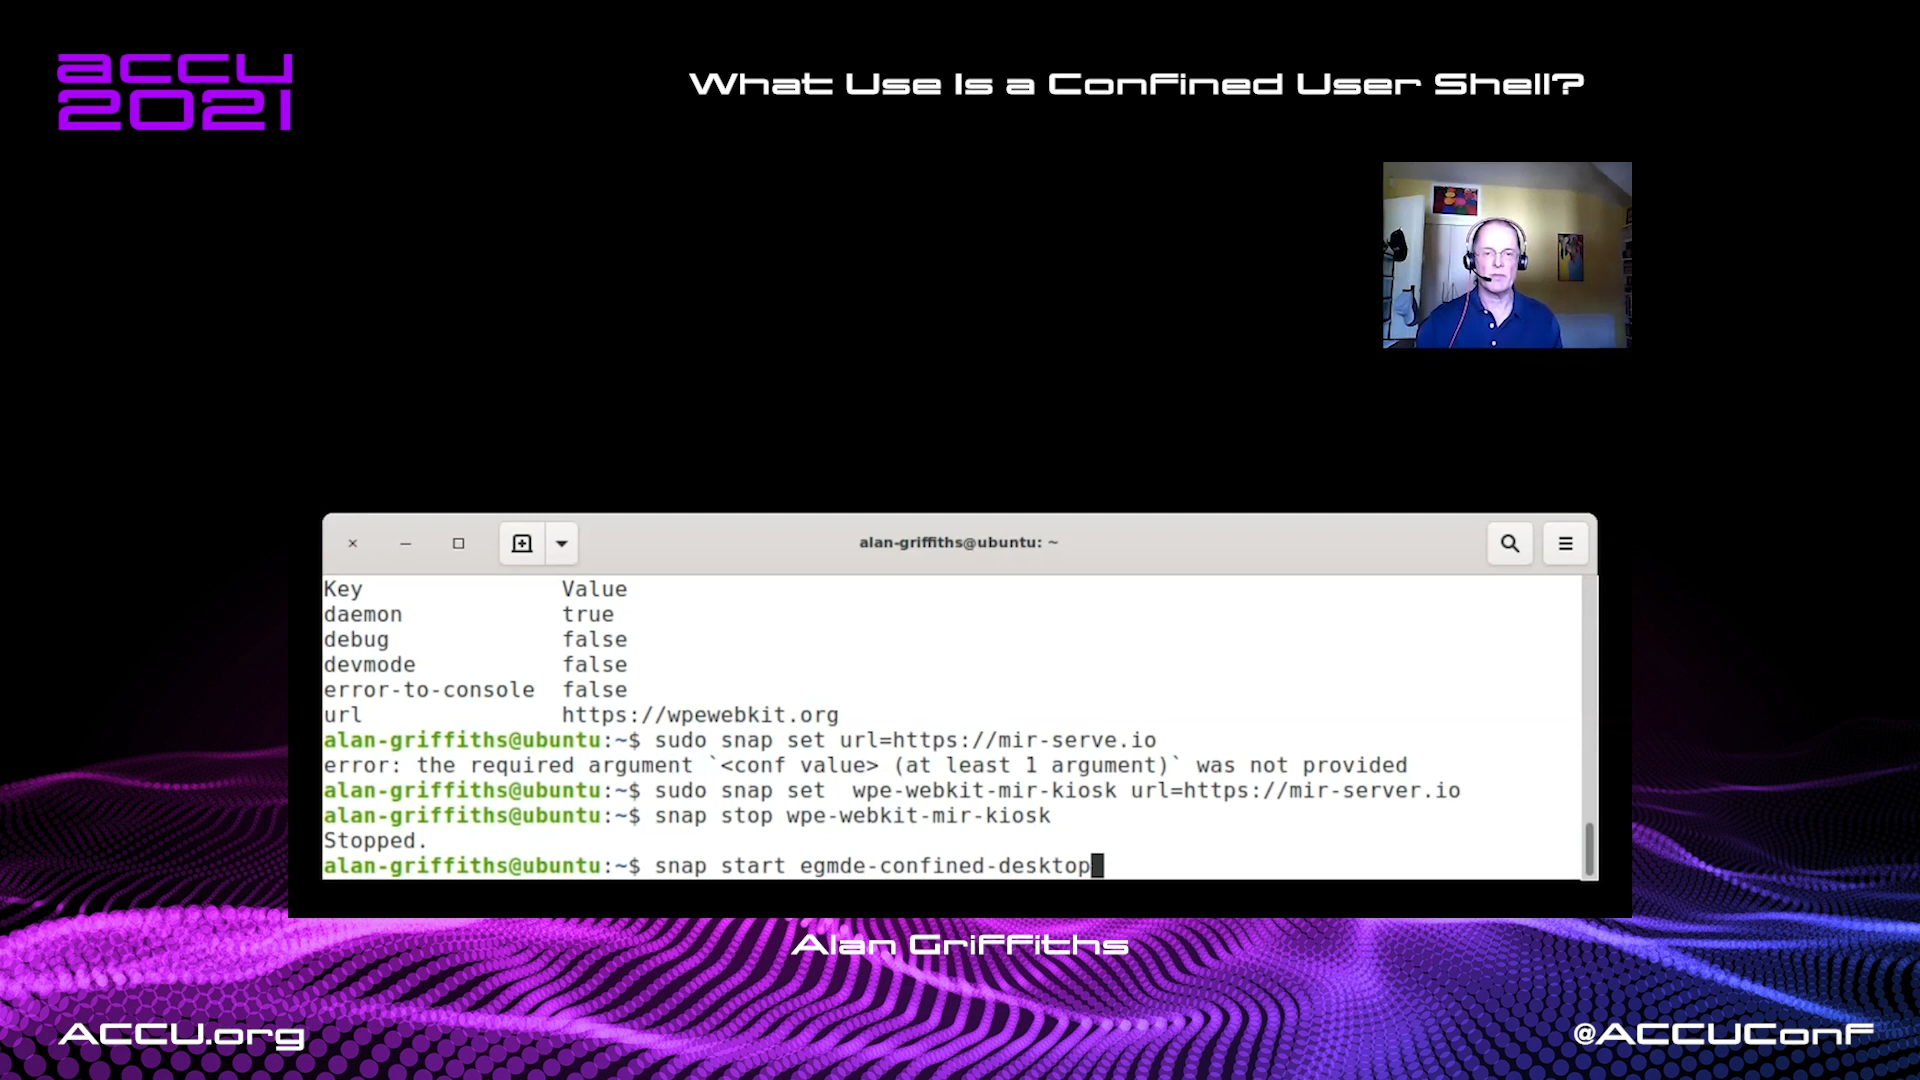 accu
2021
What Use Is a Confined User Shell?
alan-griffiths@ubuntu: ~
Key Value
daemon true
debug false
devmode false
error-to-console false
url https://wpewebkit.org
alan-griffiths@ubuntu:~$ sudo snap set url=https://mir-serve.io
error: the required argument `<conf value> (at least 1 argument)` was not provided
alan-griffiths@ubuntu:~$ sudo snap set  wpe-webkit-mir-kiosk url=https://mir-server.io
alan-griffiths@ubuntu:~$ snap stop wpe-webkit-mir-kiosk
Stopped.
alan-griffiths@ubuntu:~$ snap start egmde-confined-desktop
Alan Griffiths
ACCU.org
@ACCUConf